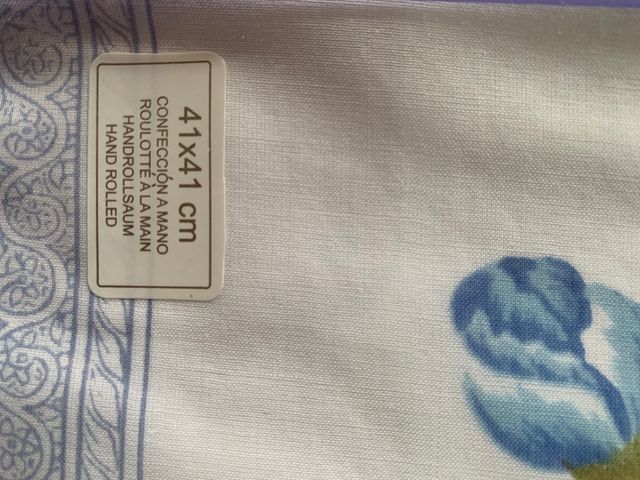 41x41 cm
CONFECCIÓN A MANO
ROULOTTÉ À LA MAIN
HANDROLLSAUM
HAND ROLLED